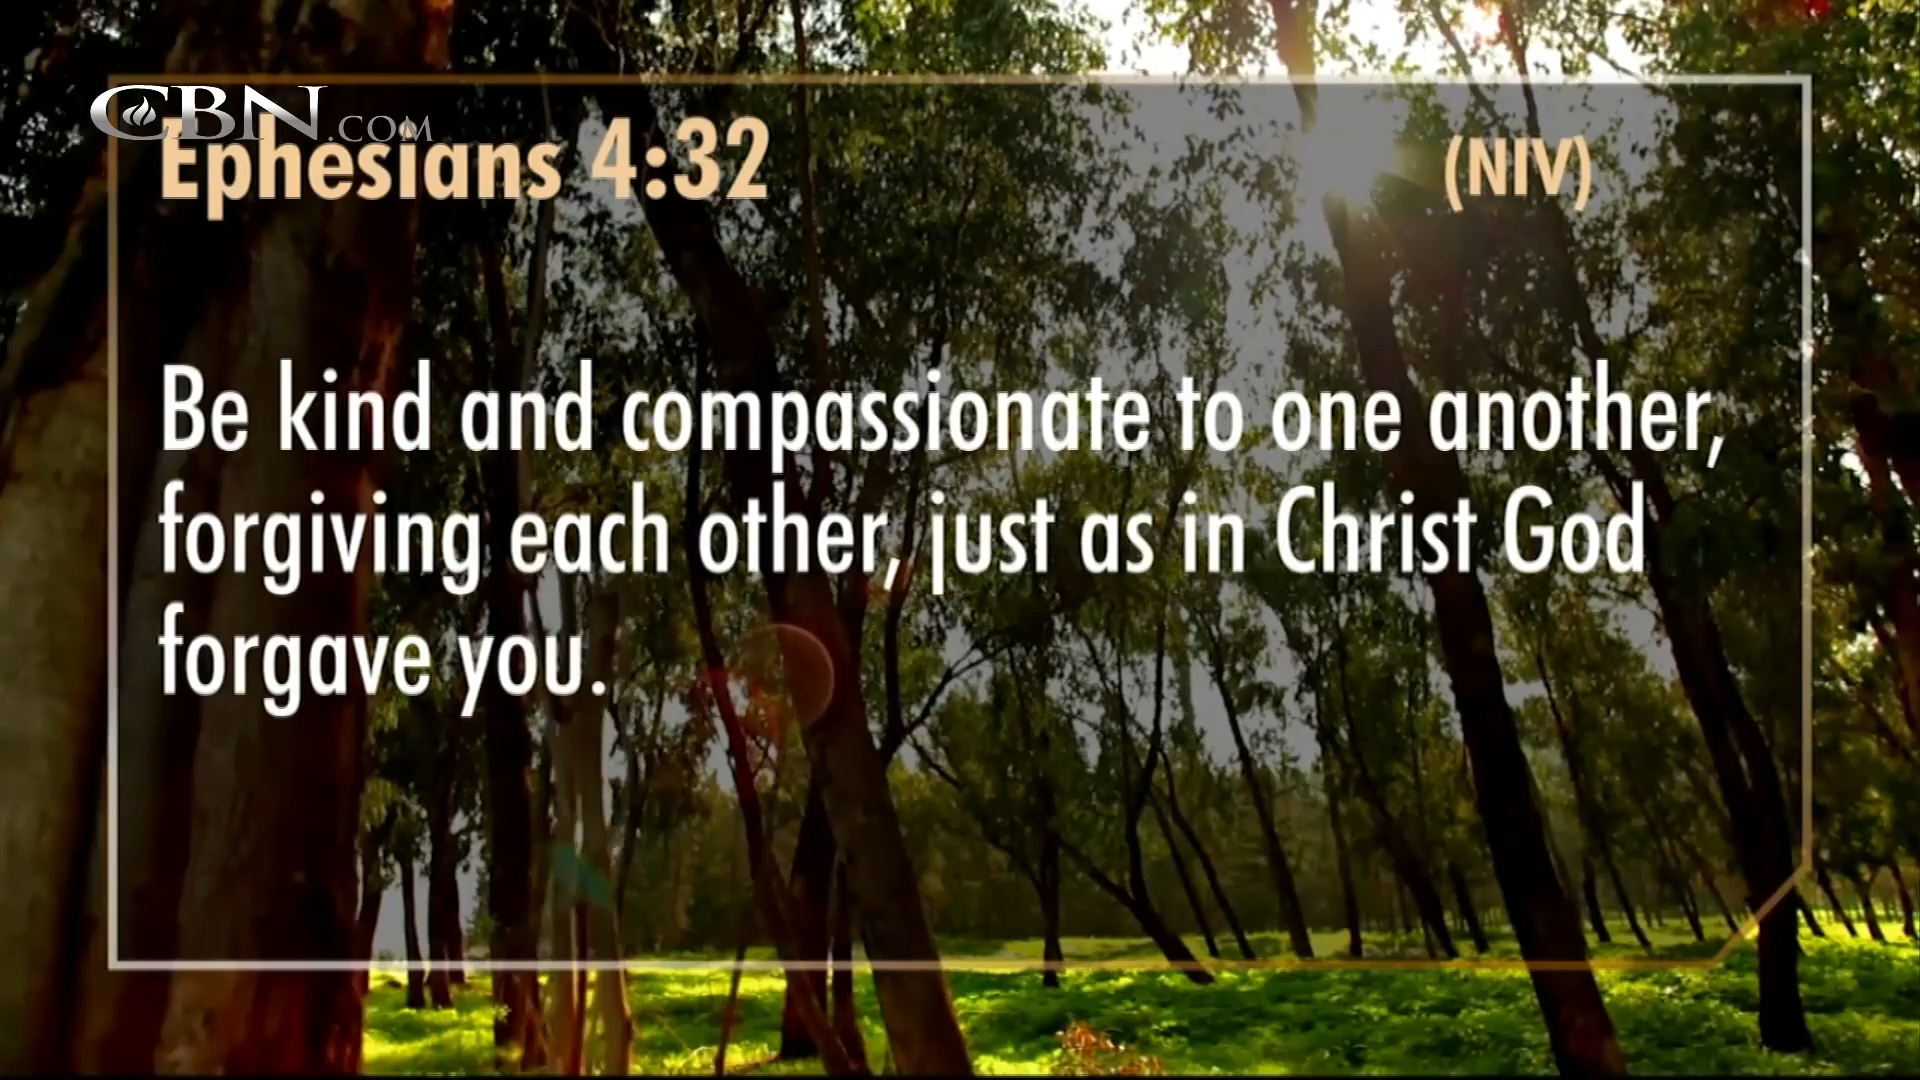 CBN.COM
Ephesians 4:32 (NIV)
Be kind and compassionate to one another,
forgiving each other, just as in Christ God
forgave you.